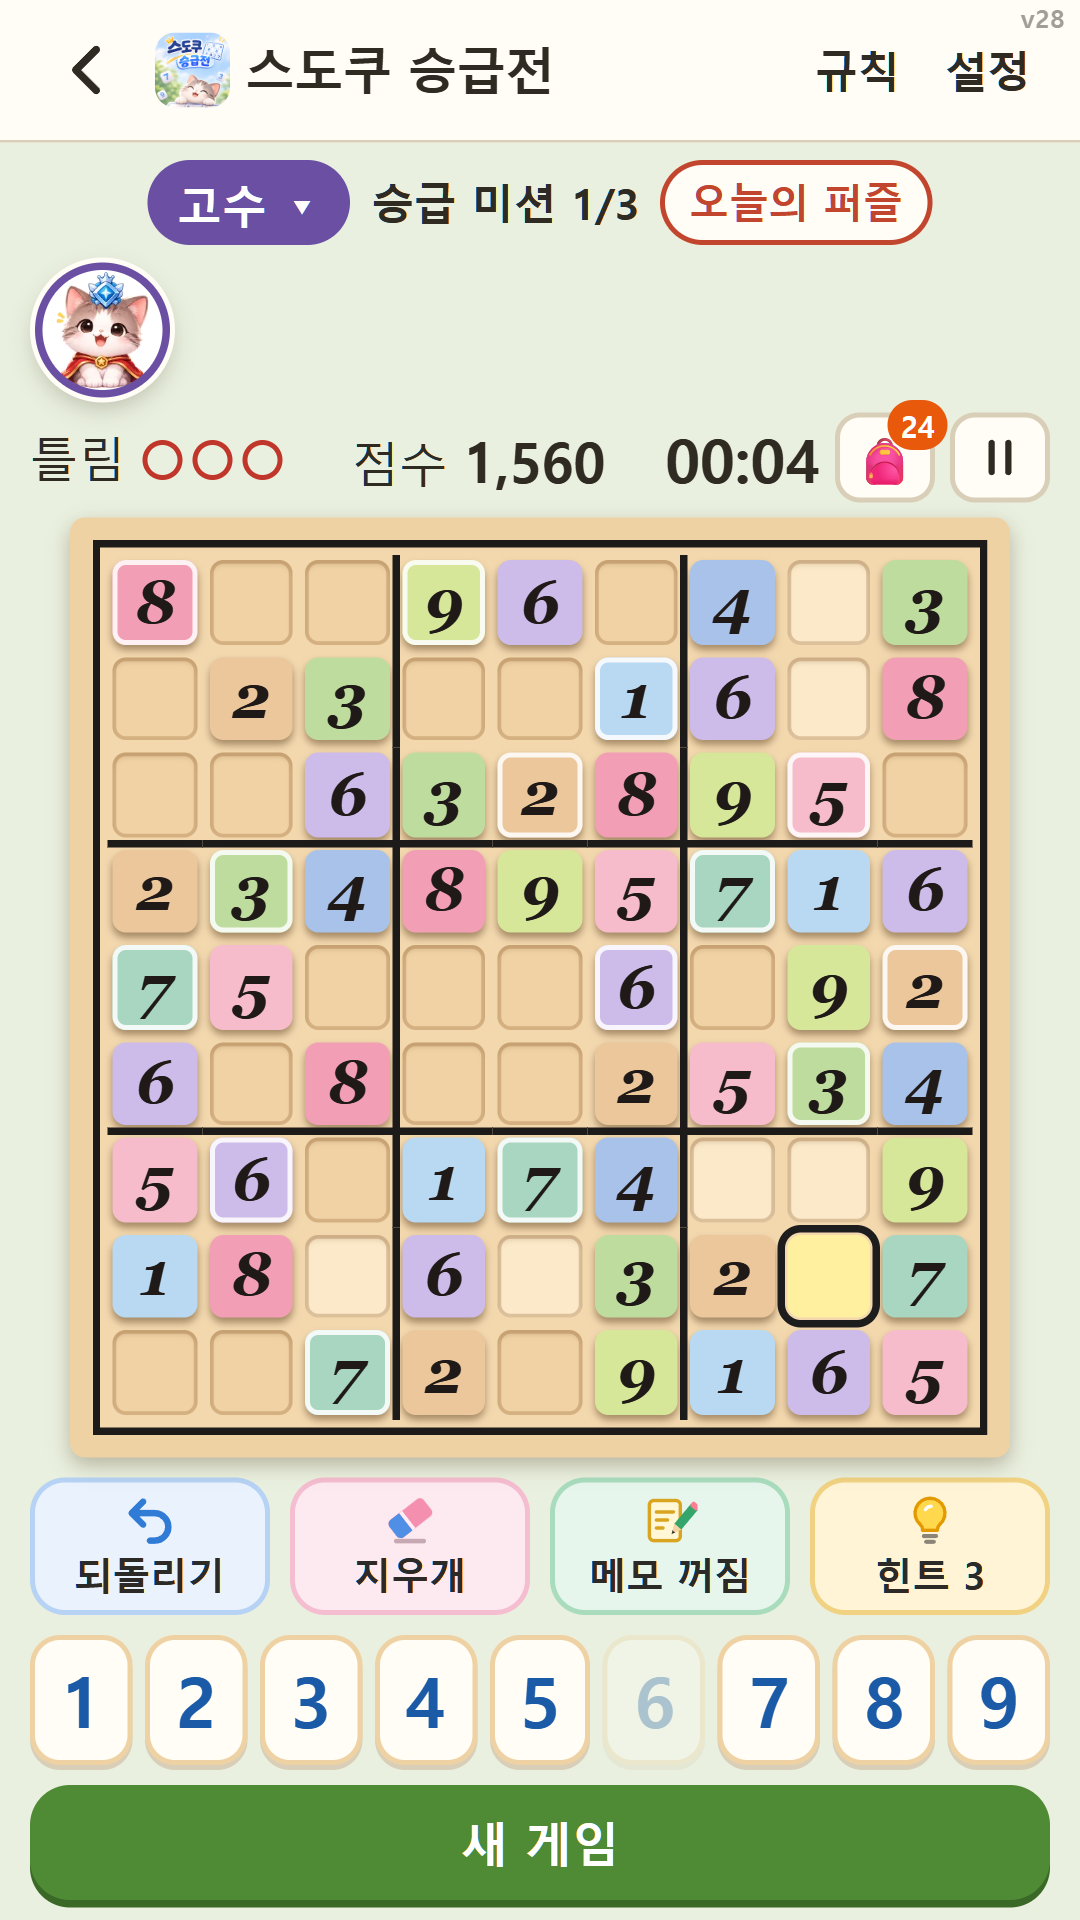 v28
스도쿠 승급전
규칙 설정
고수 ▼ 승급 미션 1/3 오늘의 퍼즐
틀림 점수 1,560 00:04 24
8 9 6 4 3
2 3 1 6 8
6 3 2 8 9 5
2 3 4 8 9 5 7 1 6
7 5 6 9 2
6 8 2 5 3 4
5 6 1 7 4 9
1 8 6 3 2 7
7 2 9 1 6 5
되돌리기 지우개 메모 꺼짐 힌트 3
1 2 3 4 5 6 7 8 9
새 게임